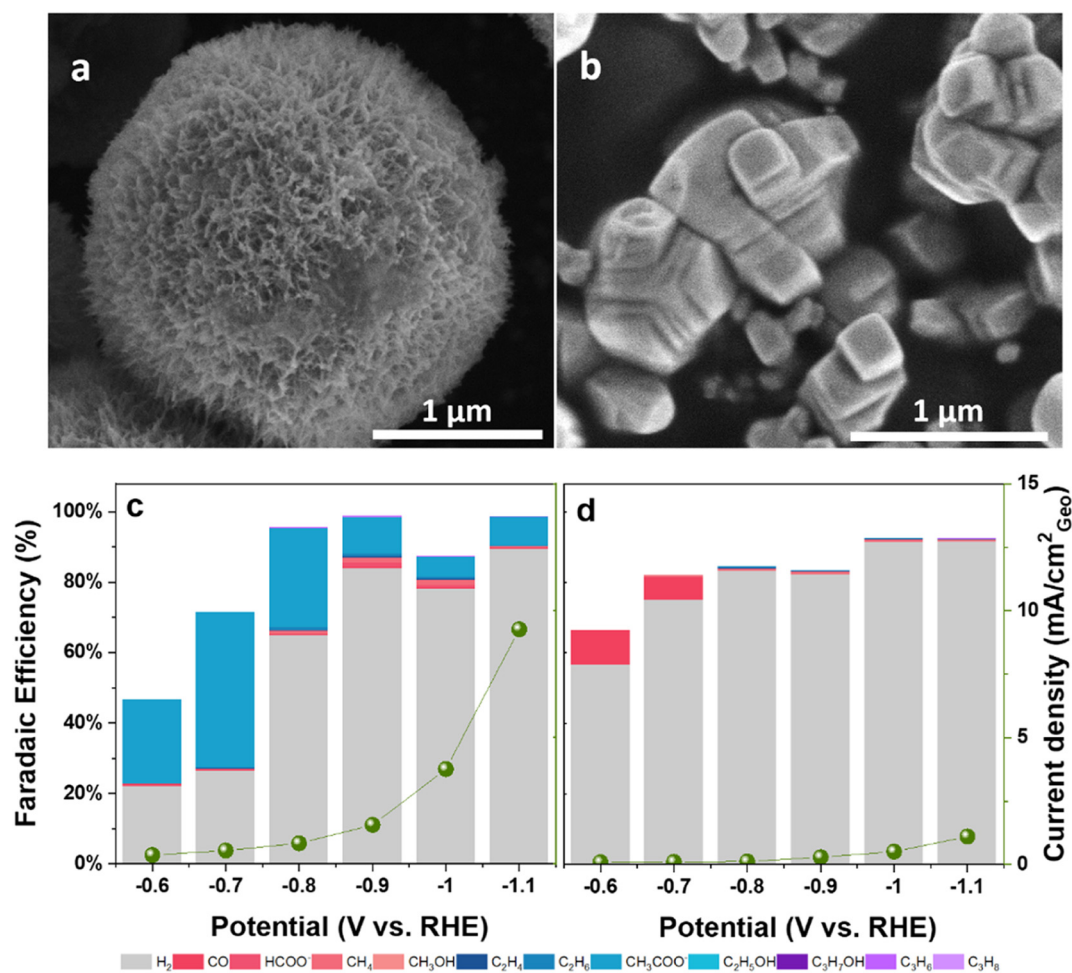 a
b
1 μm
1 μm
Faradaic Efficiency (%)
100%
80%
60%
40%
20%
0%
c
-0.6
-0.7
-0.8
-0.9
-1
-1.1
Potential (V vs. RHE)
d
-0.6
-0.7
-0.8
-0.9
-1
-1.1
Potential (V vs. RHE)
15
10
5
0
Current density (mA/cm²Geo)
H₂ CO HCOO⁻ CH₄ CH₃OH C₂H₄ C₂H₆ CH₃COO⁻ C₂H₅OH C₃H₇OH C₃H₆ C₃H₈